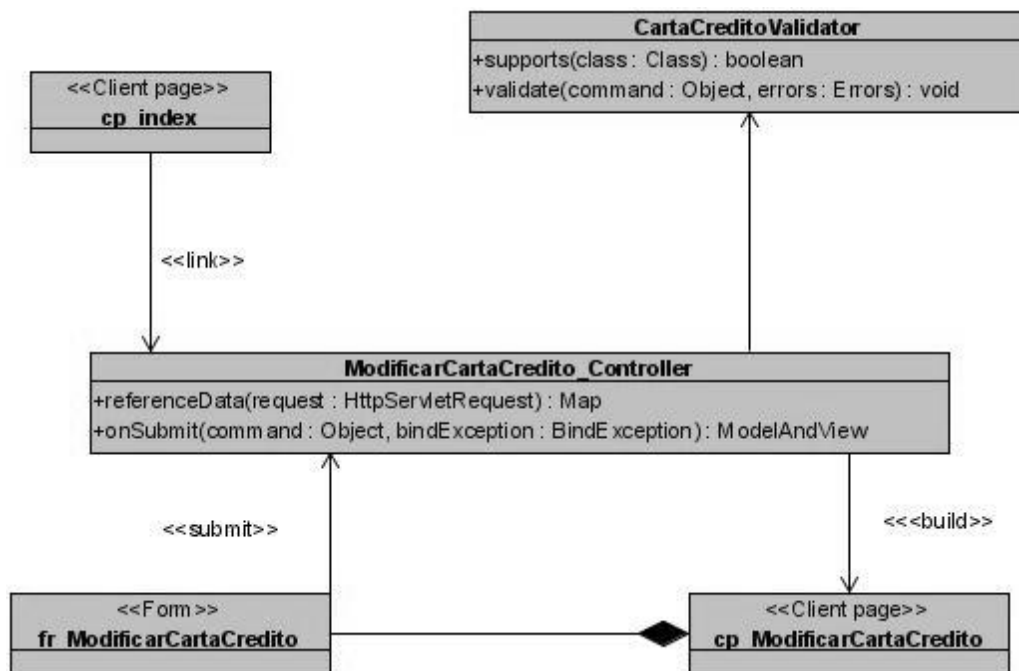 CartaCreditoValidator
+supports(class : Class) : boolean
+validate(command : Object, errors : Errors) : void
<<Client page>>
cp_index
<<link>>
ModificarCartaCredito_Controller
+referenceData(request : HttpServletRequest) : Map
+onSubmit(command : Object, bindException : BindException) : ModelAndView
<<submit>>
<<<build>>
<<Form>>
fr_ModificarCartaCredito
<<Client page>>
cp_ModificarCartaCredito